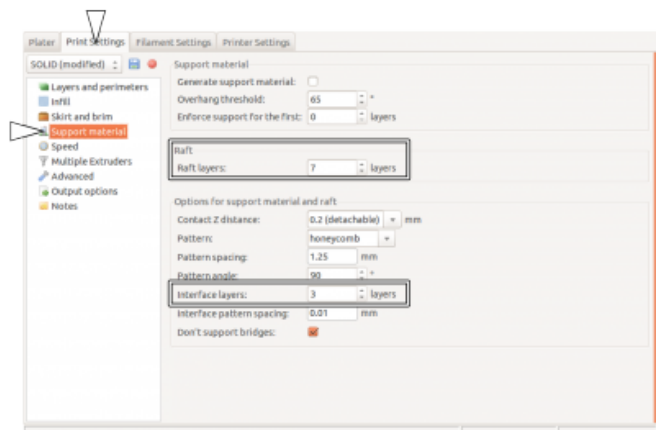 Plater Print Settings Filament Settings Printer Settings
SOLID (modified)
Layers and perimeters
Infill
Skirt and brim
Support material
Speed
Multiple Extruders
Advanced
Output options
Notes
Support material
Generate support material:
Overhang threshold: 65 °
Enforce support for the first: 0 layers
Raft
Raft layers: 7 layers
Options for support material and raft
Contact Z distance: 0.2 (detachable) mm
Pattern: honeycomb
Pattern spacing: 1.25 mm
Pattern angle: 90 °
Interface layers: 3 layers
Interface pattern spacing: 0.01 mm
Don't support bridges: